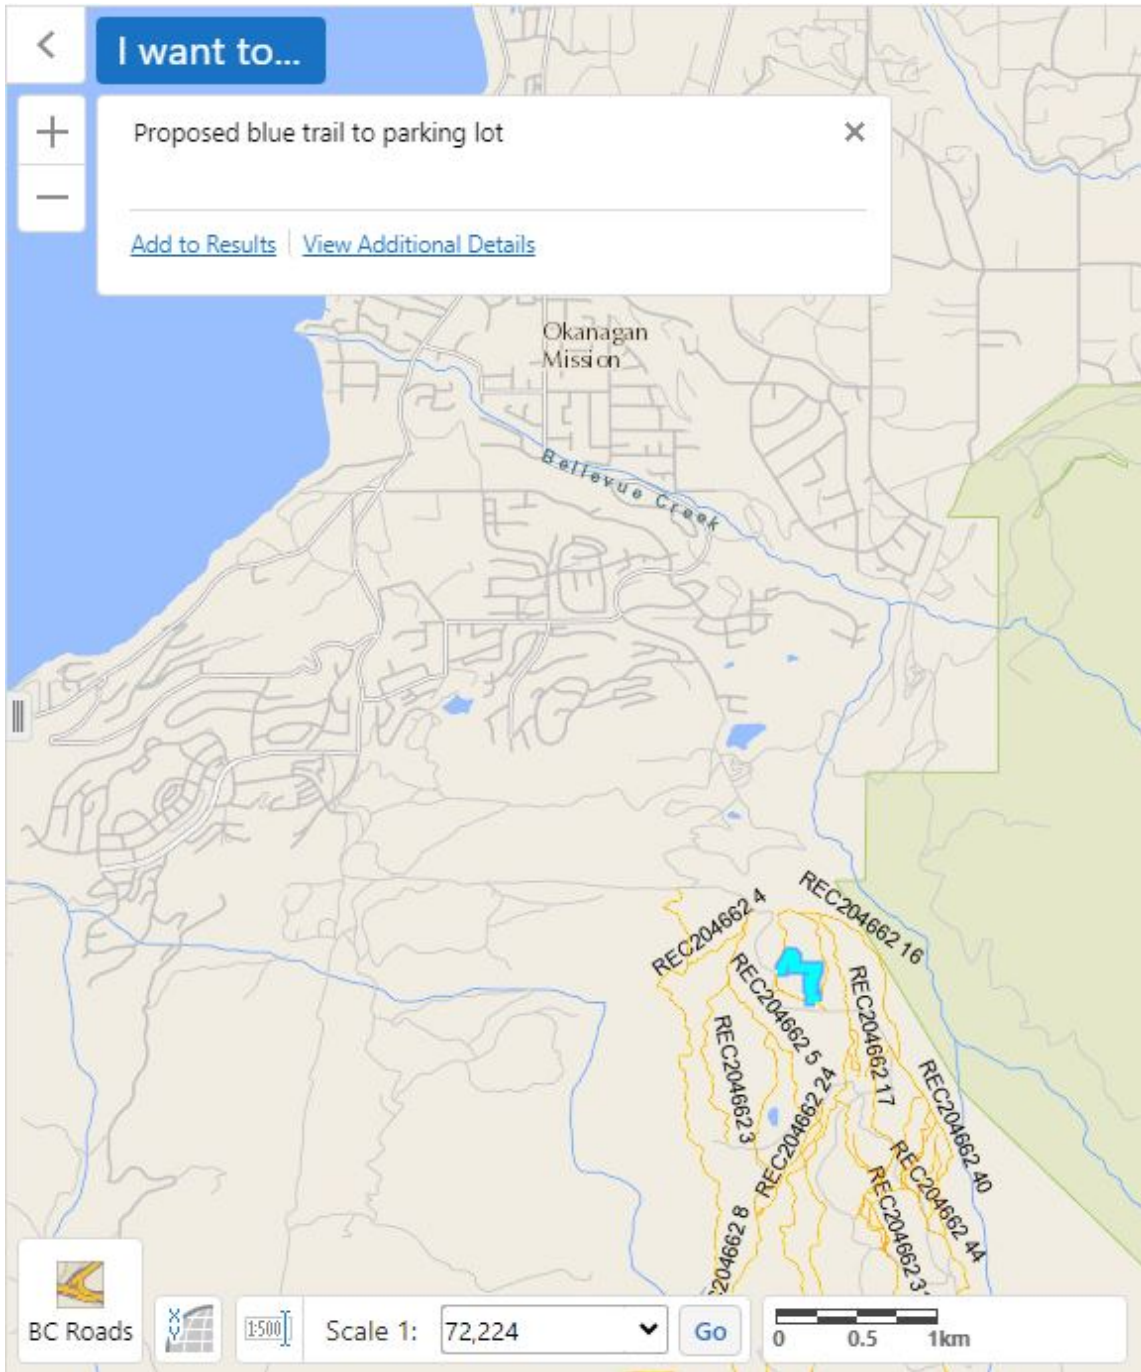 I want to...
Proposed blue trail to parking lot
Add to Results
View Additional Details
Okanagan
Mission
Bellevue Creek
REC204662 4
REC204662 16
REC204662 5
REC204662 17
REC204662 3
REC204662 24
REC204662 40
REC204662 44
BC Roads
1:500
Scale 1:
72,224
Go
0 0.5 1km